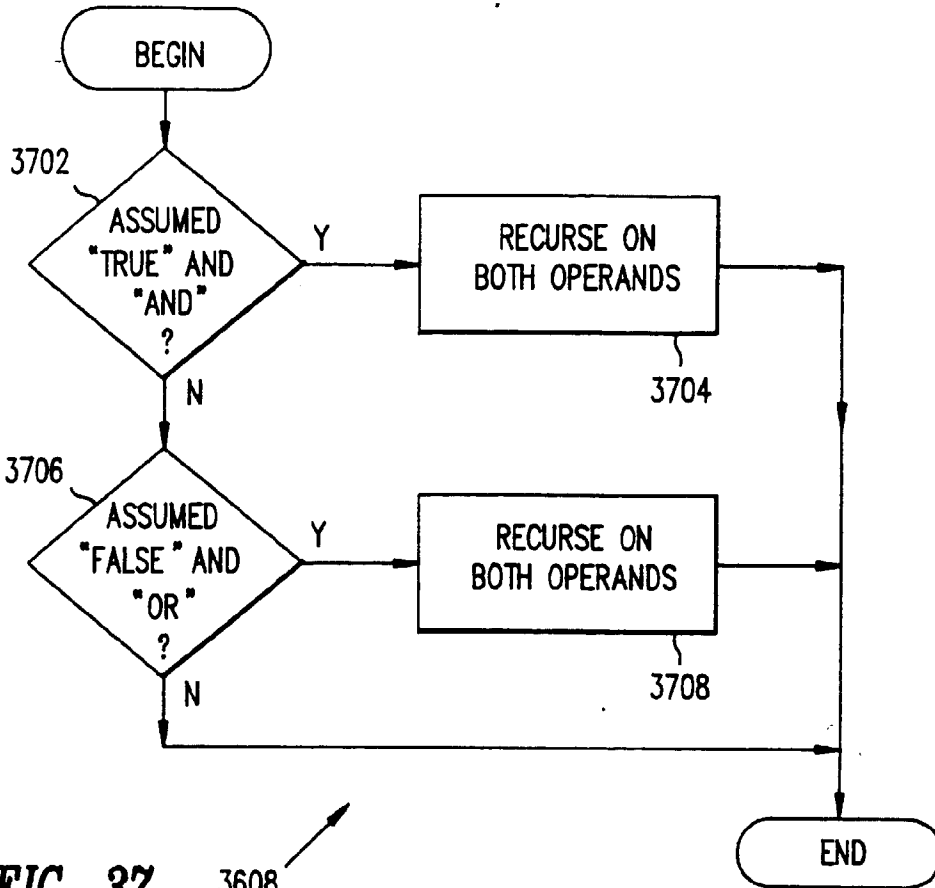 BEGIN
3702
ASSUMED
"TRUE" AND
"AND"
?
Y
RECURSE ON
BOTH OPERANDS
3704
N
3706
ASSUMED
"FALSE" AND
"OR"
?
Y
RECURSE ON
BOTH OPERANDS
3708
N
END
FIG. 37
3608